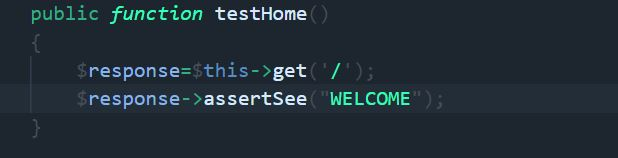 public function testHome()
{
    $response=$this->get('/');
    $response->assertSee("WELCOME");
}